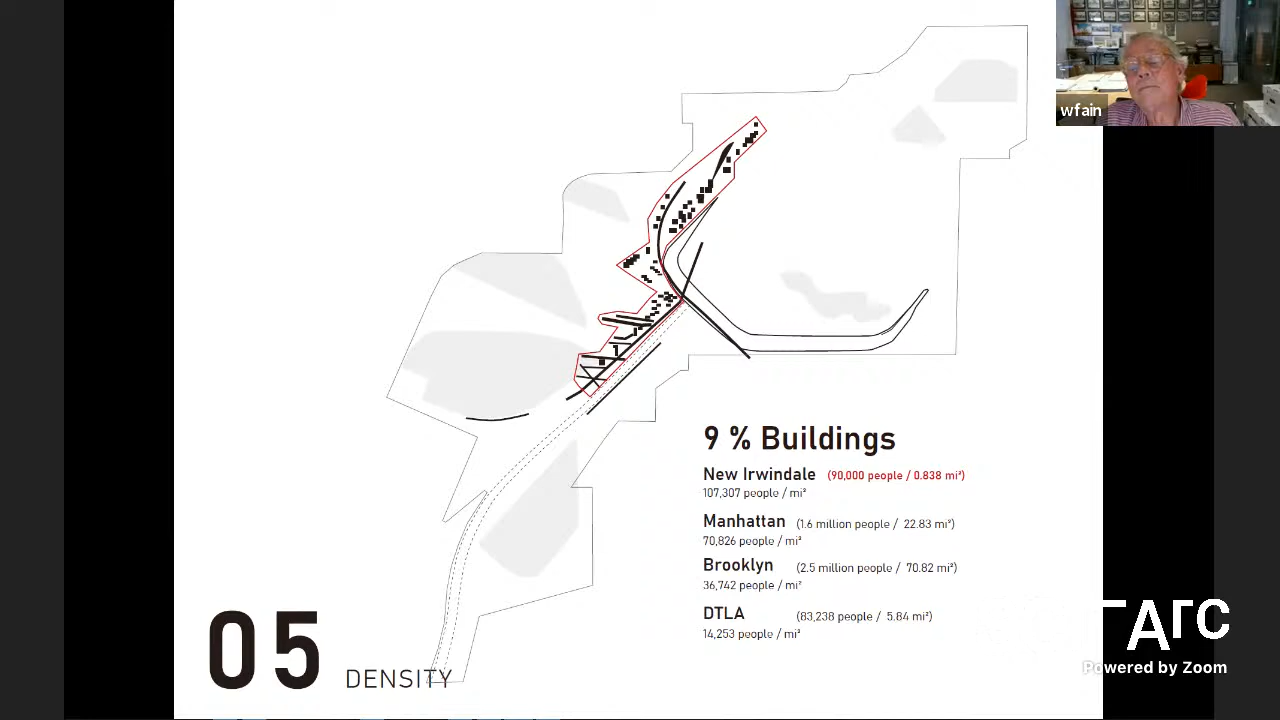 wfain
9 % Buildings
New Irwindale (90,000 people / 0.838 mi²)
107,307 people / mi²
Manhattan (1.6 million people / 22.83 mi²)
70,826 people / mi²
Brooklyn (2.5 million people / 70.82 mi²)
36,742 people / mi²
DTLA (83,238 people / 5.84 mi²)
14,253 people / mi²
05 DENSITY
Powered by Zoom